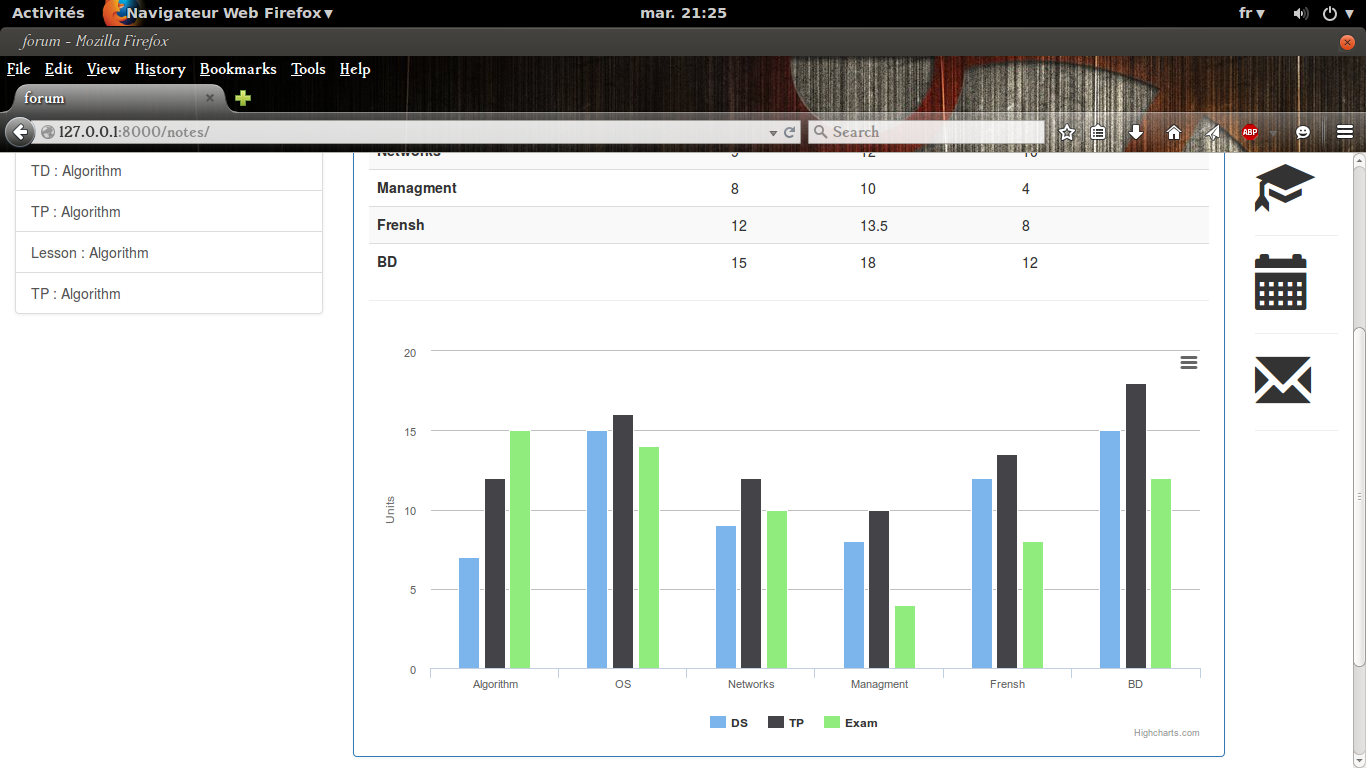 Activités Navigateur Web Firefox ▾ mar. 21:25 fr ▾
forum - Mozilla Firefox
File Edit View History Bookmarks Tools Help
forum
127.0.0.1:8000/notes/ Search ABP
Networks 9 12 10
TD : Algorithm
Managment 8 10 4
TP : Algorithm
Frensh 12 13.5 8
Lesson : Algorithm
BD 15 18 12
TP : Algorithm
20
15
10
5
0
Units
Algorithm OS Networks Managment Frensh BD
DS TP Exam
Highcharts.com